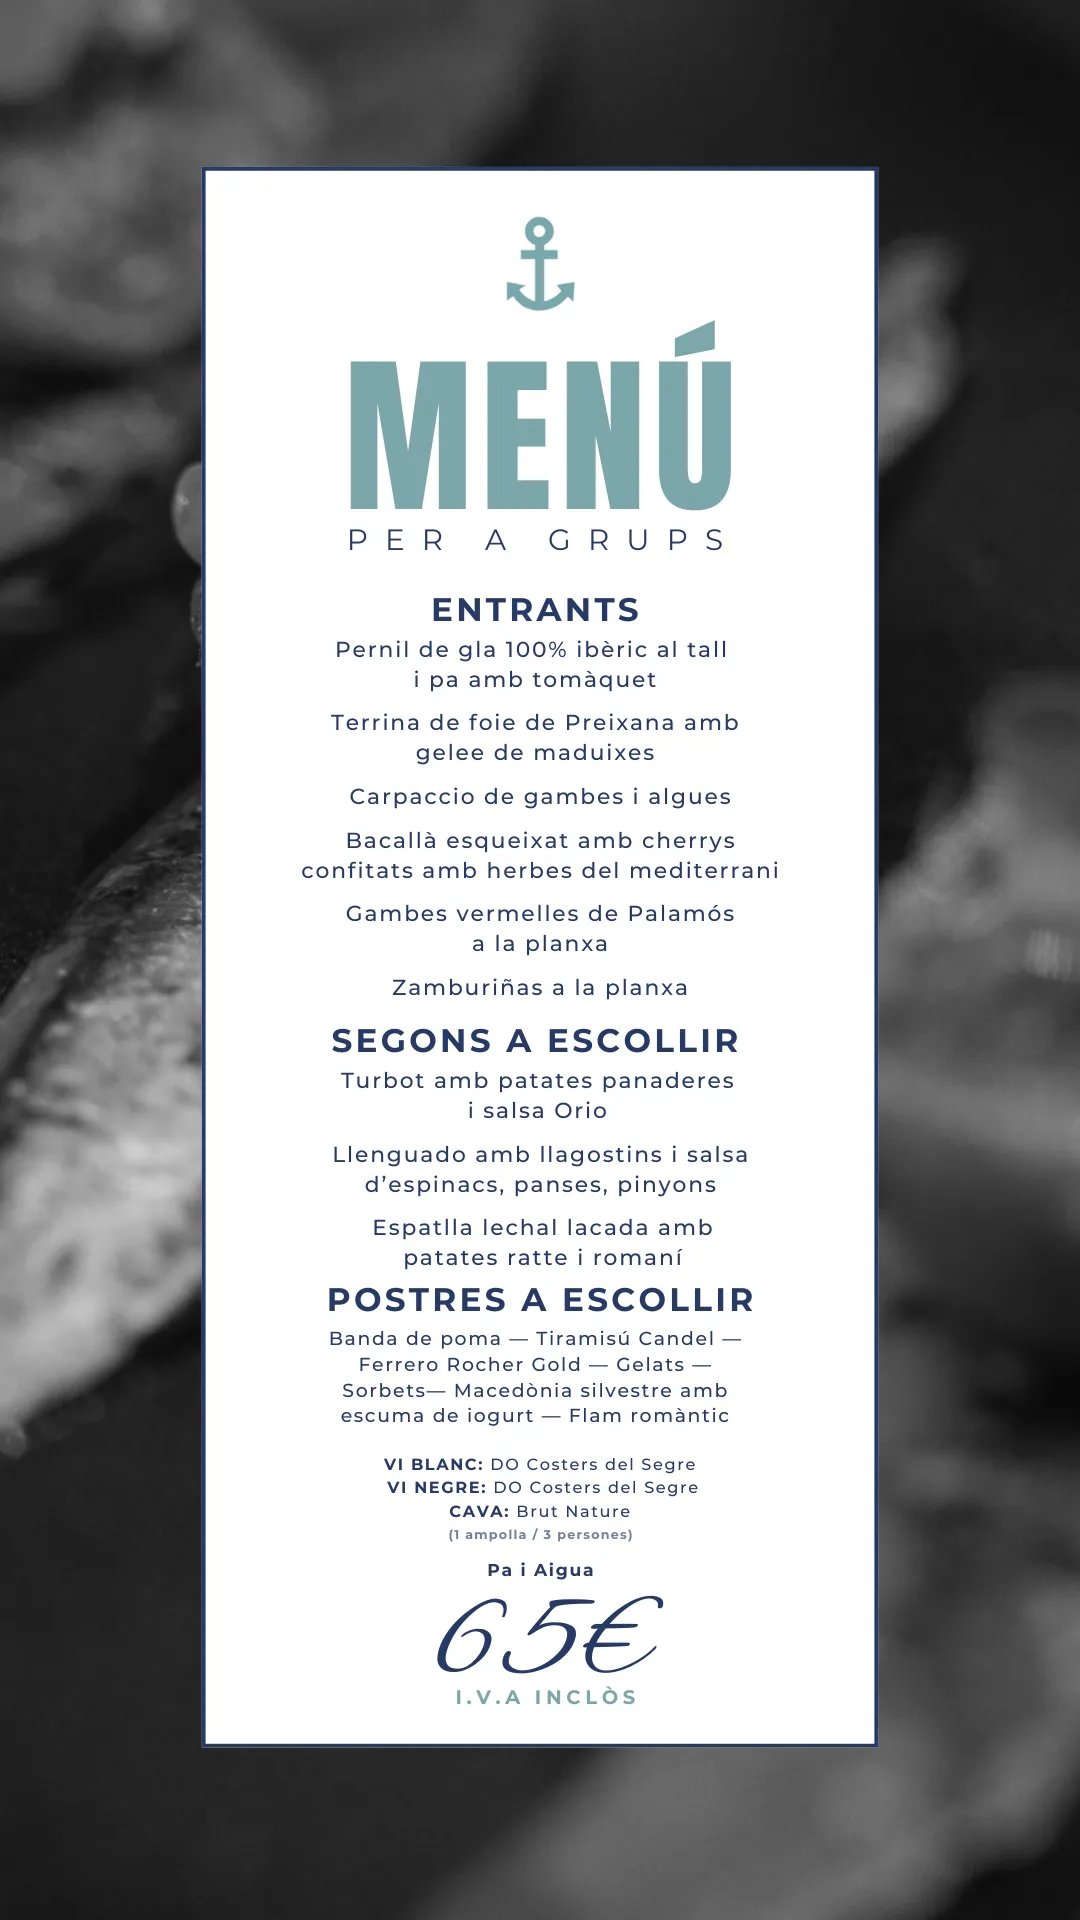 MENÚ
PER A GRUPS
ENTRANTS
Pernil de gla 100% ibèric al tall
i pa amb tomàquet
Terrina de foie de Preixana amb
gelee de maduixes
Carpaccio de gambes i algues
Bacallà esqueixat amb cherrys
confitats amb herbes del mediterrani
Gambes vermelles de Palamós
a la planxa
Zamburiñas a la planxa
SEGONS A ESCOLLIR
Turbot amb patates panaderes
i salsa Orio
Llenguado amb llagostins i salsa
d’espinacs, panses, pinyons
Espatlla lechal lacada amb
patates ratte i romaní
POSTRES A ESCOLLIR
Banda de poma — Tiramisú Candel —
Ferrero Rocher Gold — Gelats —
Sorbets— Macedònia silvestre amb
escuma de iogurt — Flam romàntic
VI BLANC: DO Costers del Segre
VI NEGRE: DO Costers del Segre
CAVA: Brut Nature
(1 ampolla / 3 persones)
Pa i Aigua
65€
I.V.A INCLÒS